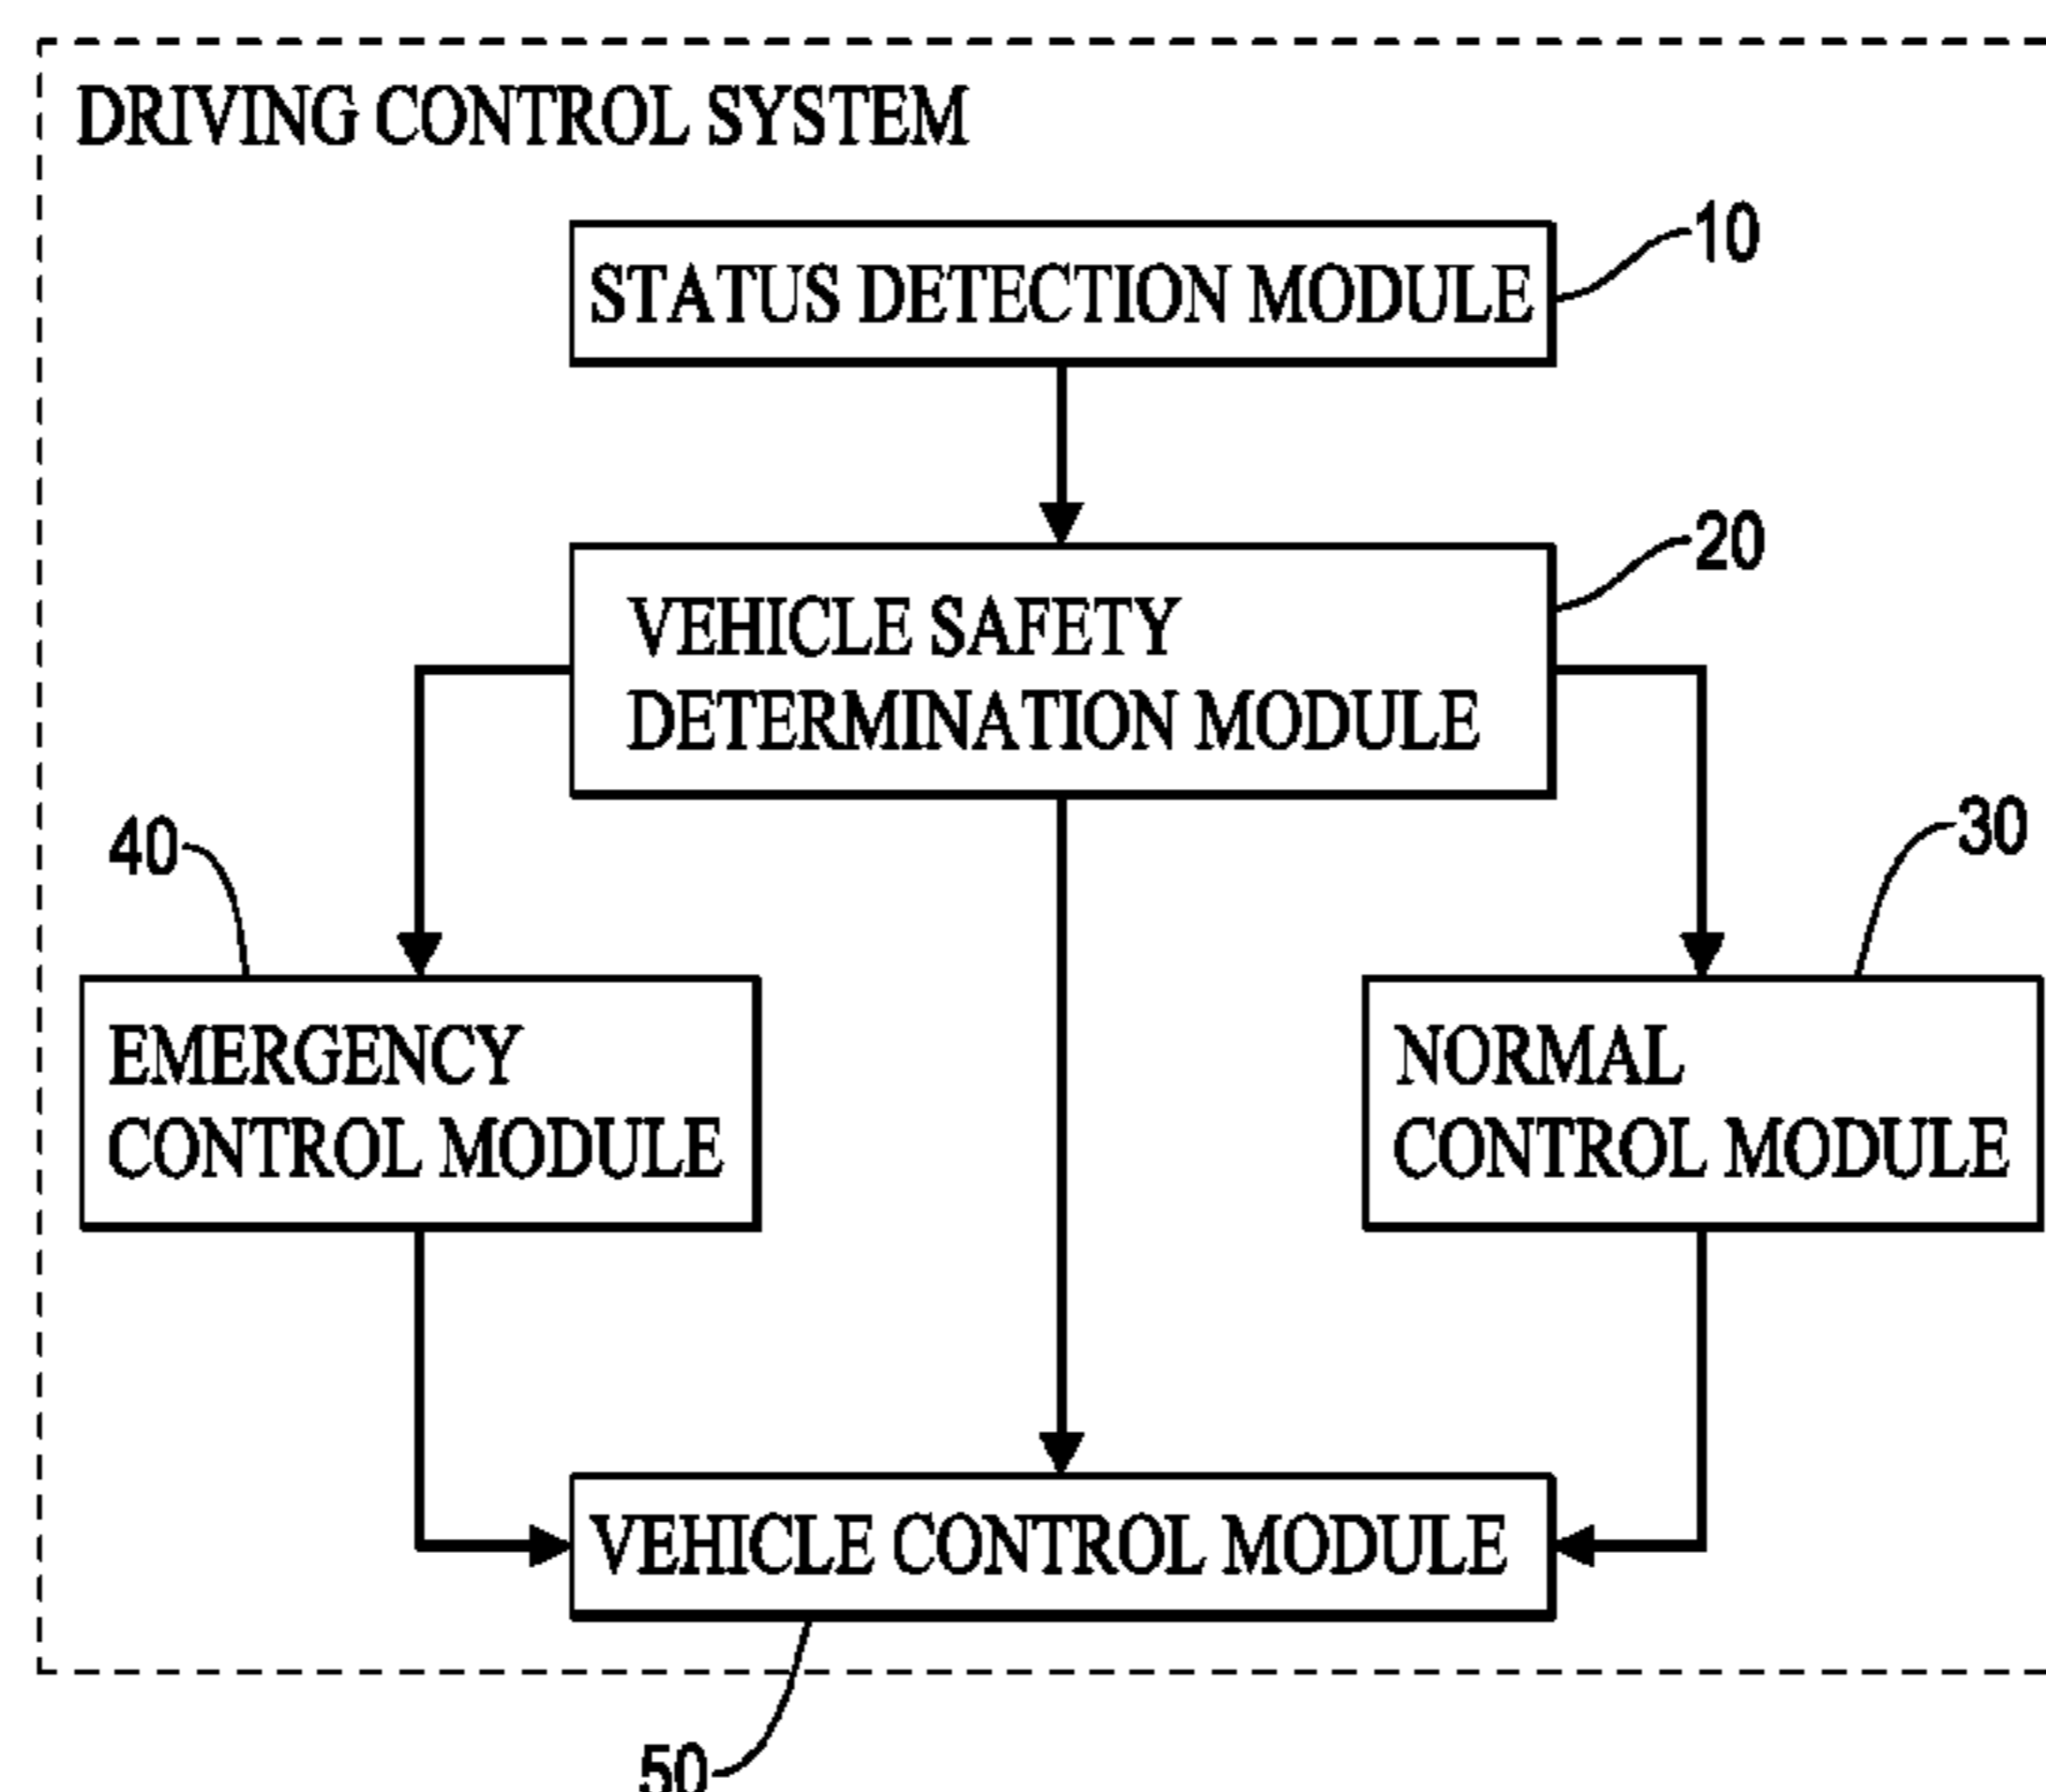 DRIVING CONTROL SYSTEM
10
STATUS DETECTION MODULE
20
VEHICLE SAFETY
DETERMINATION MODULE
40
30
EMERGENCY
CONTROL MODULE
NORMAL
CONTROL MODULE
VEHICLE CONTROL MODULE
50